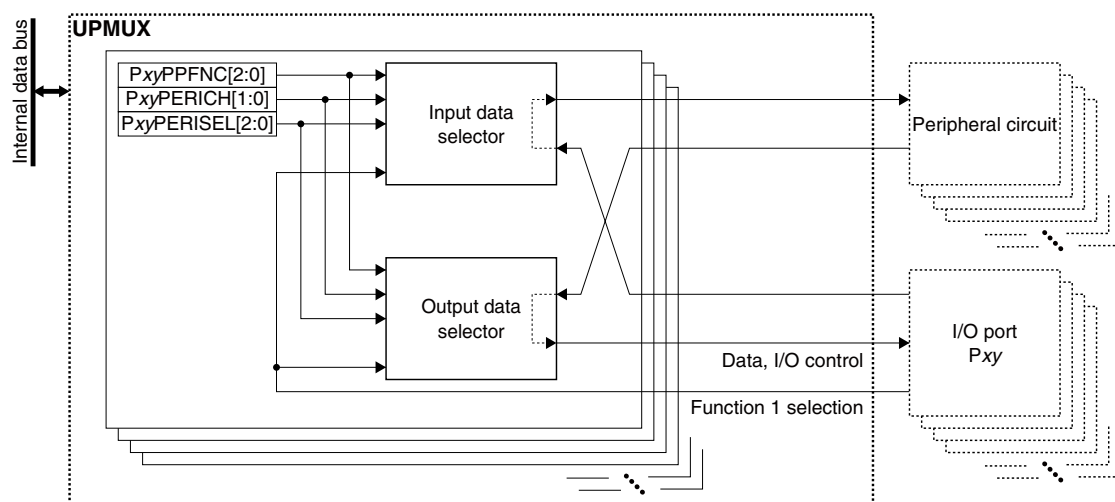 UPMUX
Internal data bus
PxyPPFNC[2:0]
PxyPERICH[1:0]
PxyPERISEL[2:0]
Input data
selector
Peripheral circuit
Output data
selector
I/O port
Pxy
Data, I/O control
Function 1 selection